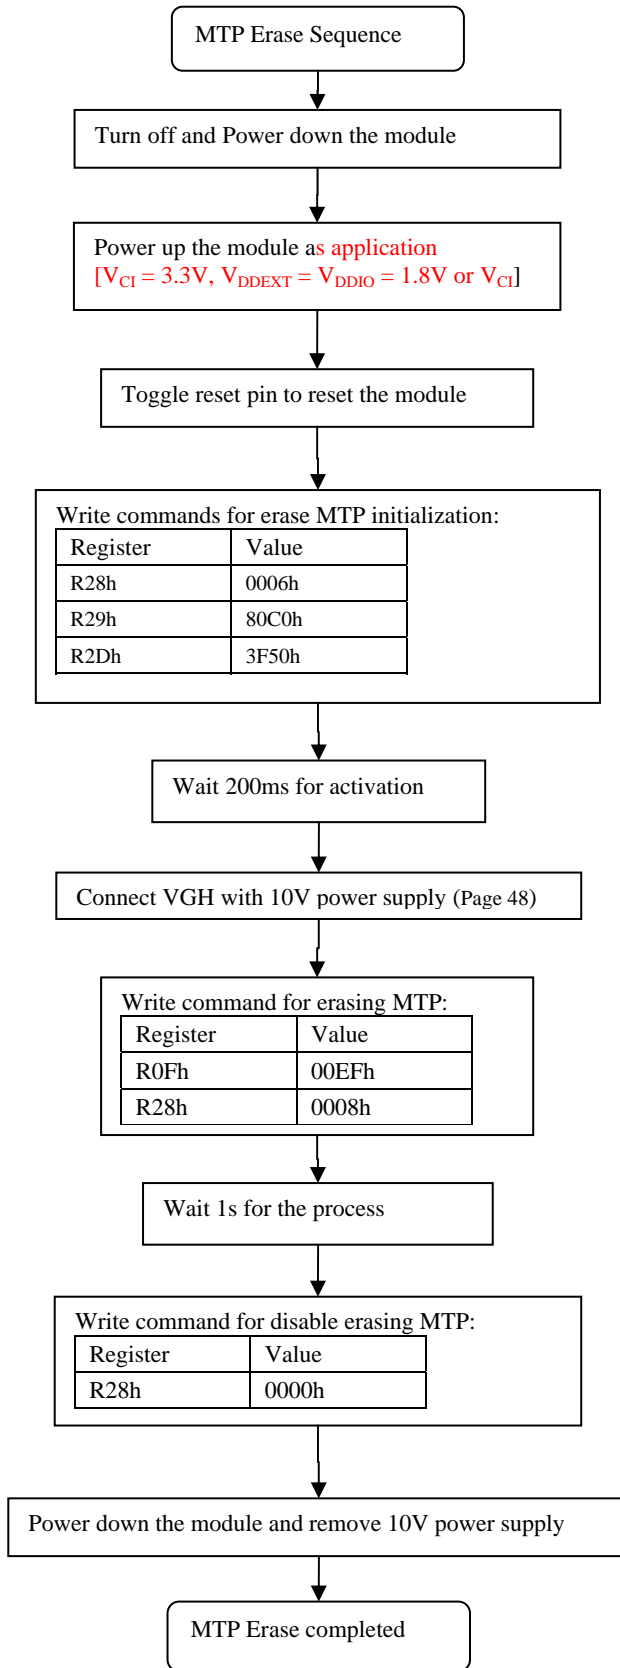 MTP Erase Sequence
Turn off and Power down the module
Power up the module as application
[VCI = 3.3V, VDDEXT = VDDIO = 1.8V or VCI]
Toggle reset pin to reset the module
Write commands for erase MTP initialization:
Register Value
R28h 0006h
R29h 80C0h
R2Dh 3F50h
Wait 200ms for activation
Connect VGH with 10V power supply (Page 48)
Write command for erasing MTP:
Register Value
R0Fh 00EFh
R28h 0008h
Wait 1s for the process
Write command for disable erasing MTP:
Register Value
R28h 0000h
Power down the module and remove 10V power supply
MTP Erase completed